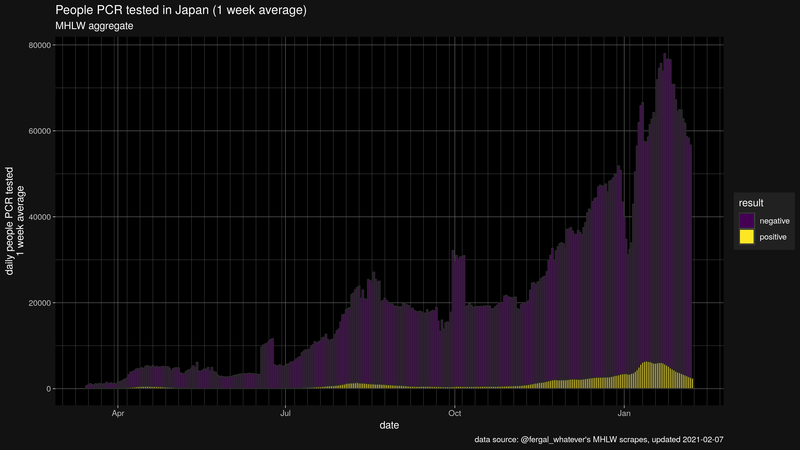 People PCR tested in Japan (1 week average)
MHLW aggregate
80000
60000
40000
20000
0
daily people PCR tested
1 week average
Apr
Jul
Oct
Jan
date
result
negative
positive
data source: @fergal_whatever's MHLW scrapes, updated 2021-02-07